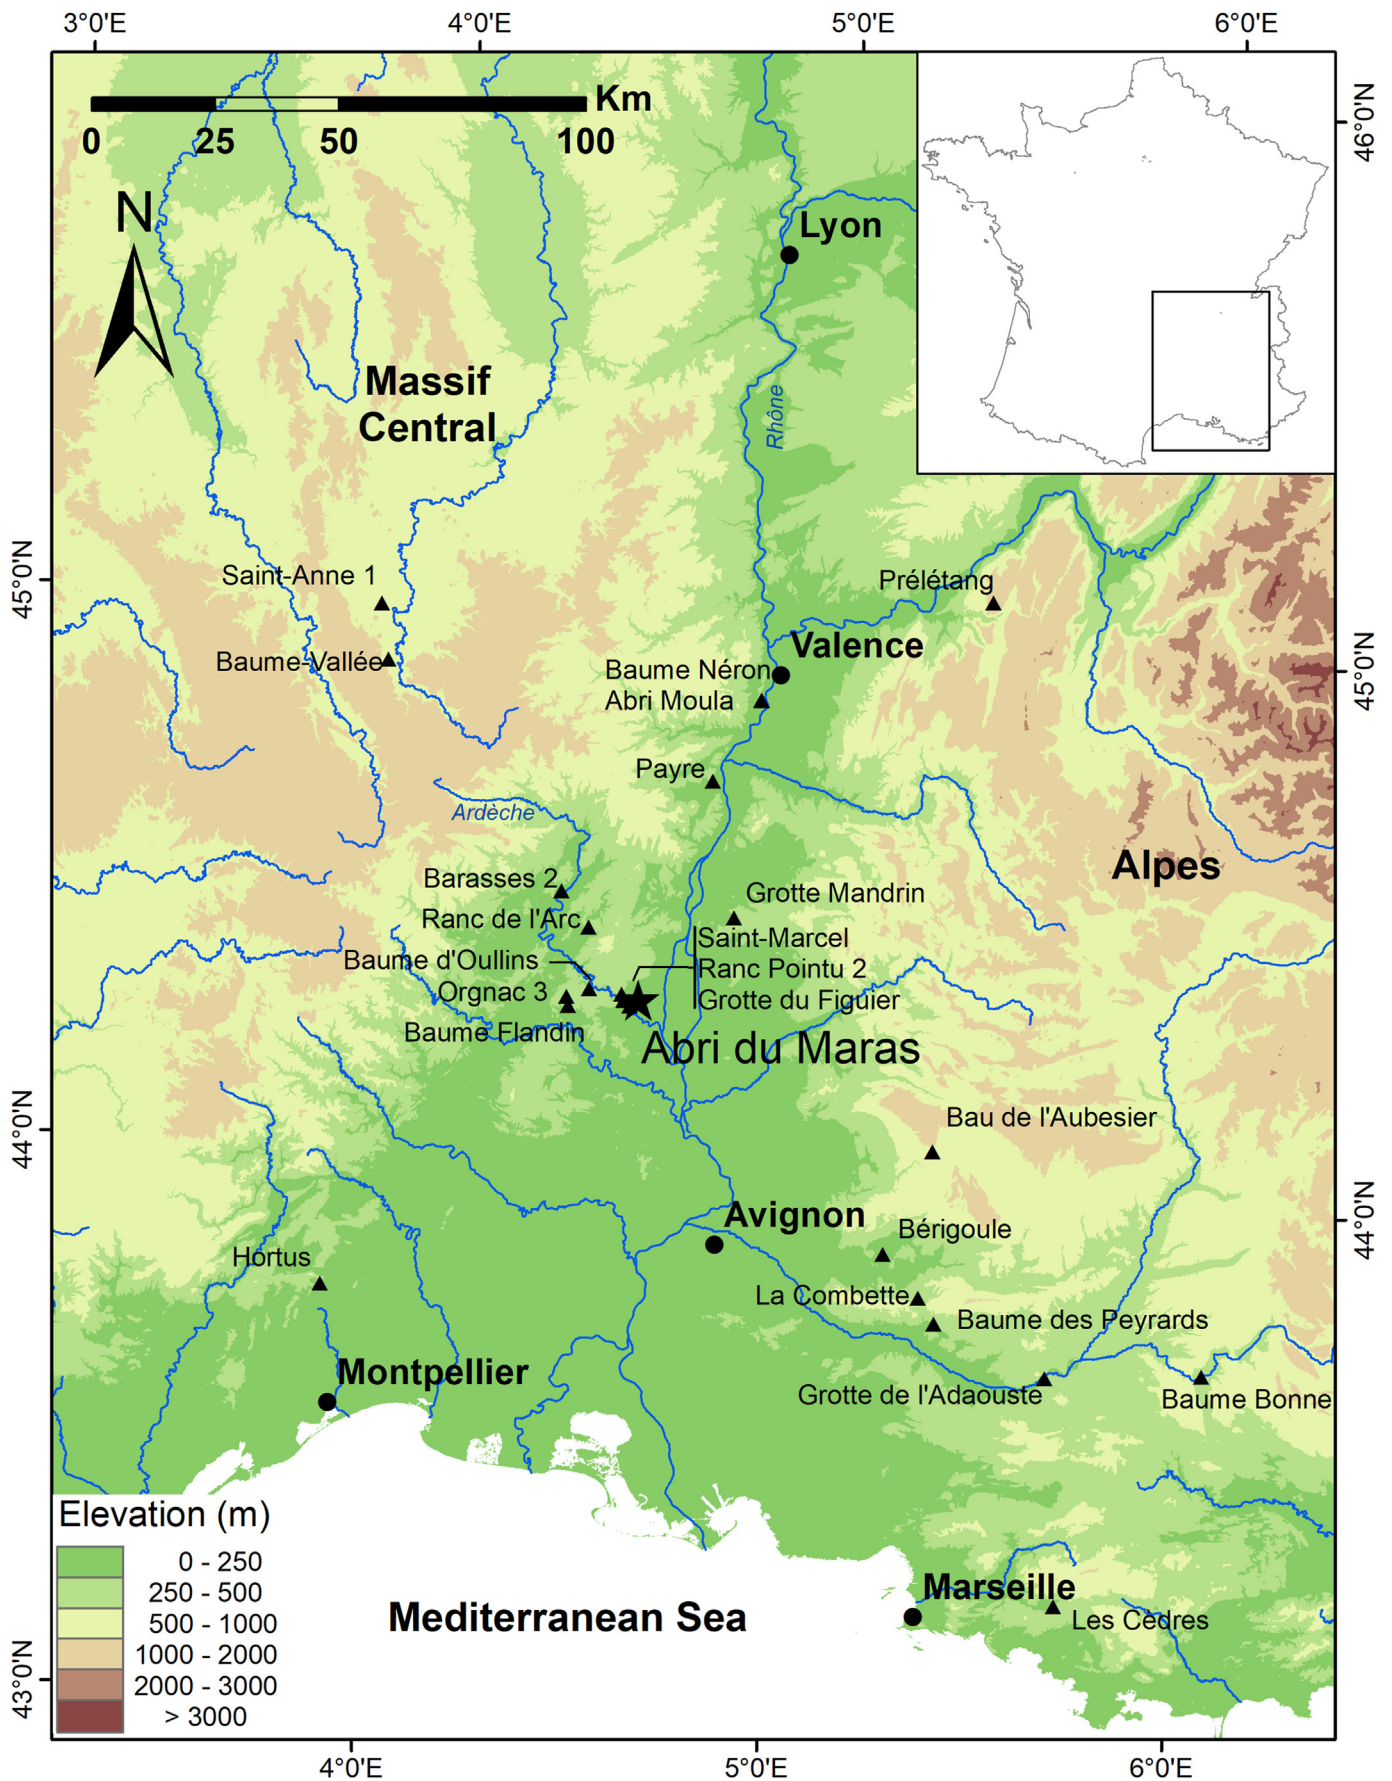 3°0'E
4°0'E
5°0'E
6°0'E
Km
0
25
50
100
46°0'N
N
Lyon
Massif
Central
Rhône
45°0'N
Saint-Anne 1
Prélétang
Valence
Baume-Vallée
Baume Néron
Abri Moula
45°0'N
Payre
Ardèche
Alpes
Barasses 2
Grotte Mandrin
Ranc de l'Arc
Saint-Marcel
Baume d'Oullins
Ranc Pointu 2
Orgnac 3
Grotte du Figuier
Baume Flandin
Abri du Maras
44°0'N
Bau de l'Aubesier
Avignon
Bérigoule
44°0'N
Hortus
La Combette
Baume des Peyrards
Montpellier
Grotte de l'Adaouste
Baume Bonne
Elevation (m)
0 - 250
250 - 500
500 - 1000
1000 - 2000
2000 - 3000
> 3000
Marseille
Mediterranean Sea
Les Cèdres
43°0'N
4°0'E
5°0'E
6°0'E